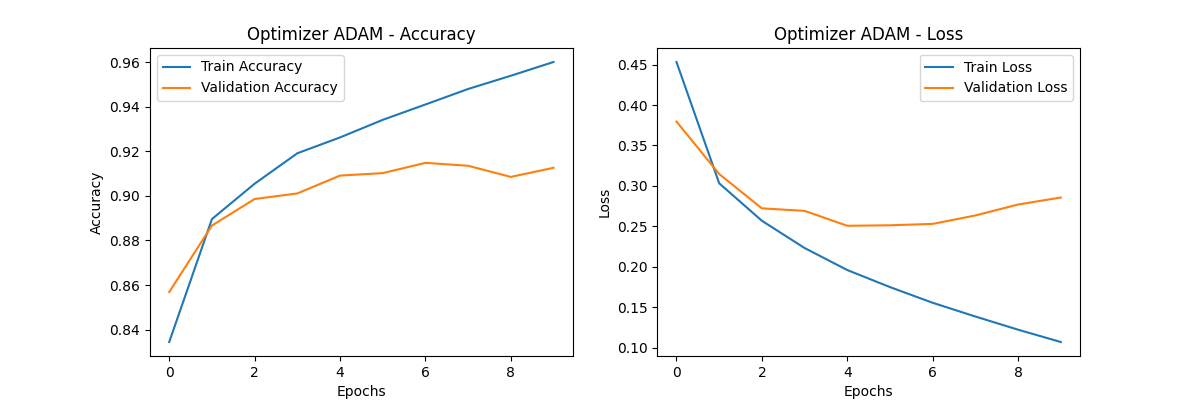 Optimizer ADAM - Accuracy
Train Accuracy
Validation Accuracy
Accuracy
0.96
0.94
0.92
0.90
0.88
0.86
0.84
0 2 4 6 8
Epochs
Optimizer ADAM - Loss
Train Loss
Validation Loss
Loss
0.45
0.40
0.35
0.30
0.25
0.20
0.15
0.10
0 2 4 6 8
Epochs